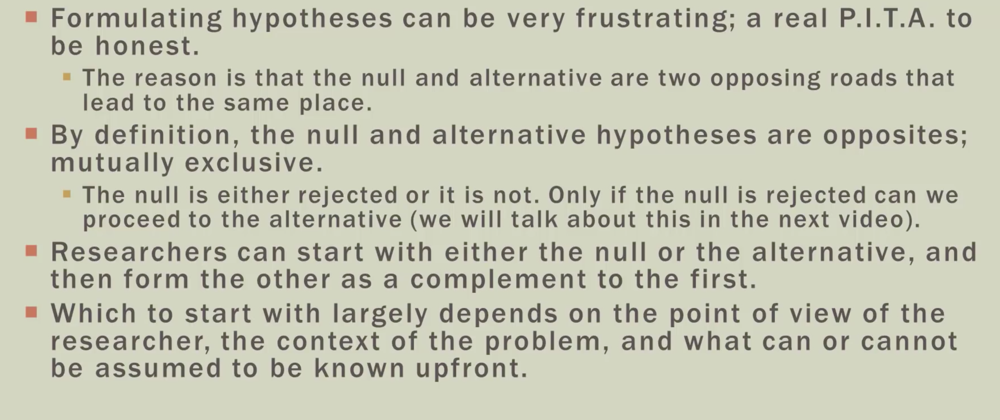 Formulating hypotheses can be very frustrating; a real P.I.T.A. to
be honest.
The reason is that the null and alternative are two opposing roads that
lead to the same place.
By definition, the null and alternative hypotheses are opposites;
mutually exclusive.
The null is either rejected or it is not. Only if the null is rejected can we
proceed to the alternative (we will talk about this in the next video).
Researchers can start with either the null or the alternative, and
then form the other as a complement to the first.
Which to start with largely depends on the point of view of the
researcher, the context of the problem, and what can or cannot
be assumed to be known upfront.